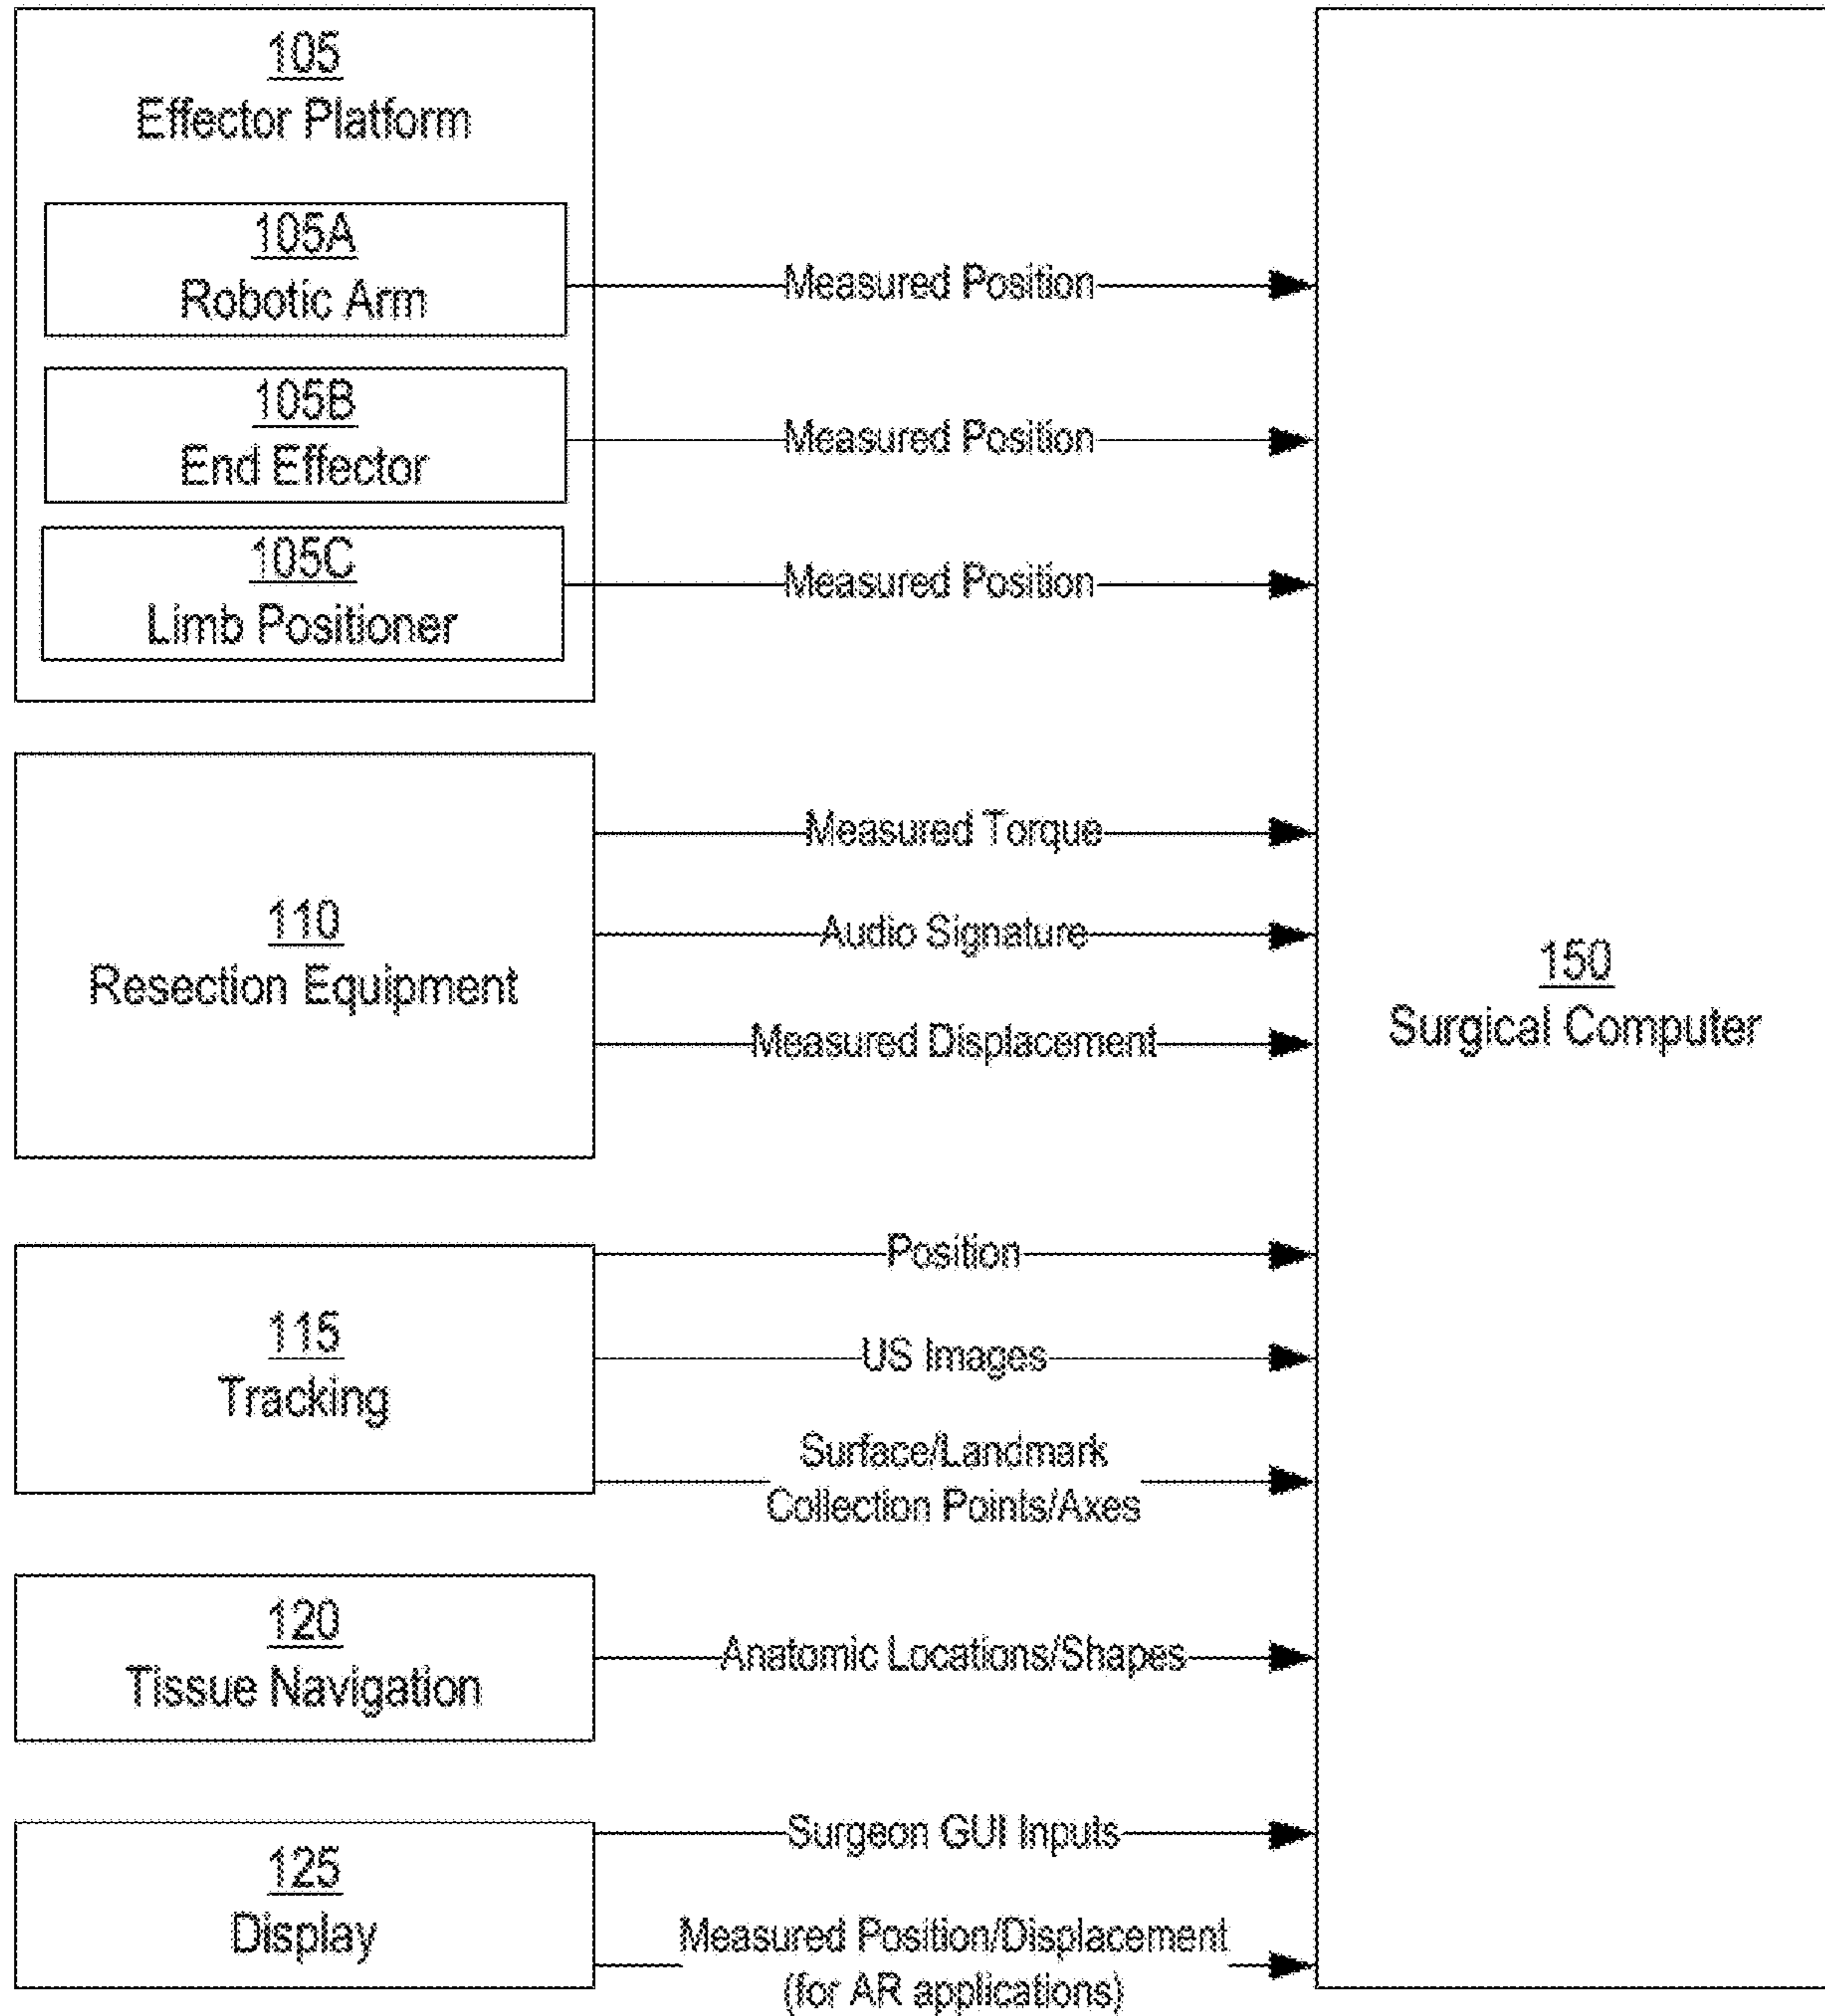 105
Effector Platform
105A
Robotic Arm
Measured Position
105B
End Effector
Measured Position
105C
Limb Positioner
Measured Position
110
Resection Equipment
Measured Torque
Audio Signature
Measured Displacement
150
Surgical Computer
115
Tracking
Position
US Images
Surface/Landmark
Collection Points/Axes
120
Tissue Navigation
Anatomic Locations/Shapes
125
Display
Surgeon GUI Inputs
Measured Position/Displacement
(for AR applications)